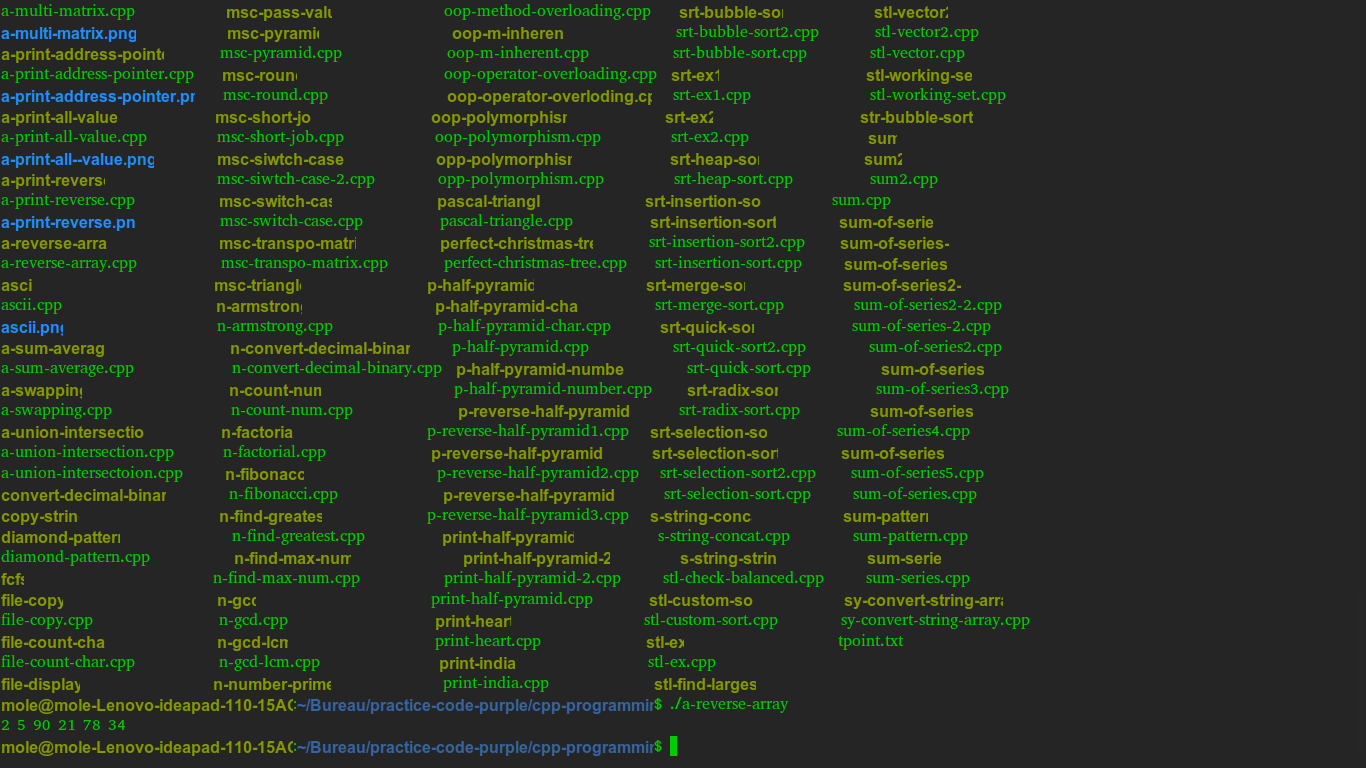 a-multi-matrix.cpp msc-pass-valu oop-method-overloading.cpp srt-bubble-so stl-vector2
a-multi-matrix.png msc-pyrami oop-m-inheren srt-bubble-sort2.cpp stl-vector2.cpp
a-print-address-point msc-pyramid.cpp oop-m-inherent.cpp srt-bubble-sort.cpp stl-vector.cpp
a-print-address-pointer.cpp msc-roun oop-operator-overloading.cpp srt-ex1 stl-working-se
a-print-address-pointer.pr msc-round.cpp oop-operator-overloding.cp srt-ex1.cpp stl-working-set.cpp
a-print-all-value msc-short-jo oop-polymorphisr srt-ex2 str-bubble-sort
a-print-all-value.cpp msc-short-job.cpp oop-polymorphism.cpp srt-ex2.cpp sum
a-print-all--value.png msc-siwtch-case opp-polymorphisr srt-heap-so sum2
a-print-revers msc-siwtch-case-2.cpp opp-polymorphism.cpp srt-heap-sort.cpp sum2.cpp
a-print-reverse.cpp msc-switch-cas pascal-triangl srt-insertion-so sum.cpp
a-print-reverse.pn msc-switch-case.cpp pascal-triangle.cpp srt-insertion-sort sum-of-serie
a-reverse-arra msc-transpo-matri perfect-christmas-tre srt-insertion-sort2.cpp sum-of-series-
a-reverse-array.cpp msc-transpo-matrix.cpp perfect-christmas-tree.cpp srt-insertion-sort.cpp sum-of-series
asci msc-triangl p-half-pyramic srt-merge-so sum-of-series2-
ascii.cpp n-armstron p-half-pyramid-cha srt-merge-sort.cpp sum-of-series2-2.cpp
ascii.png n-armstrong.cpp p-half-pyramid-char.cpp srt-quick-sor sum-of-series-2.cpp
a-sum-averag n-convert-decimal-binar p-half-pyramid.cpp srt-quick-sort2.cpp sum-of-series2.cpp
a-sum-average.cpp n-convert-decimal-binary.cpp p-half-pyramid-numbe srt-quick-sort.cpp sum-of-series
a-swapping n-count-nun p-half-pyramid-number.cpp srt-radix-sor sum-of-series3.cpp
a-swapping.cpp n-count-num.cpp p-reverse-half-pyramid srt-radix-sort.cpp sum-of-series
a-union-intersectio n-factoria p-reverse-half-pyramid1.cpp srt-selection-so sum-of-series4.cpp
a-union-intersection.cpp n-factorial.cpp p-reverse-half-pyramid srt-selection-sort sum-of-series
a-union-intersectoion.cpp n-fibonacc p-reverse-half-pyramid2.cpp srt-selection-sort2.cpp sum-of-series5.cpp
convert-decimal-binar n-fibonacci.cpp p-reverse-half-pyramid srt-selection-sort.cpp sum-of-series.cpp
copy-strin n-find-greates p-reverse-half-pyramid3.cpp s-string-conc sum-patterr
diamond-patterr n-find-greatest.cpp print-half-pyramic s-string-concat.cpp sum-pattern.cpp
diamond-pattern.cpp n-find-max-num print-half-pyramid-2 s-string-strin sum-serie
fcfs n-find-max-num.cpp print-half-pyramid-2.cpp stl-check-balanced.cpp sum-series.cpp
file-copy n-gcc print-half-pyramid.cpp stl-custom-so sy-convert-string-arra
file-copy.cpp n-gcd.cpp print-hear stl-custom-sort.cpp sy-convert-string-array.cpp
file-count-cha n-gcd-lcm print-heart.cpp stl-ex tpoint.txt
file-count-char.cpp n-gcd-lcm.cpp print-india stl-ex.cpp
file-display n-number-prime print-india.cpp stl-find-larges
mole@mole-Lenovo-ideapad-110-15AC:~/Bureau/practice-code-purple/cpp-programmin$ ./a-reverse-array
2 5 90 21 78 34
mole@mole-Lenovo-ideapad-110-15AC:~/Bureau/practice-code-purple/cpp-programmin$